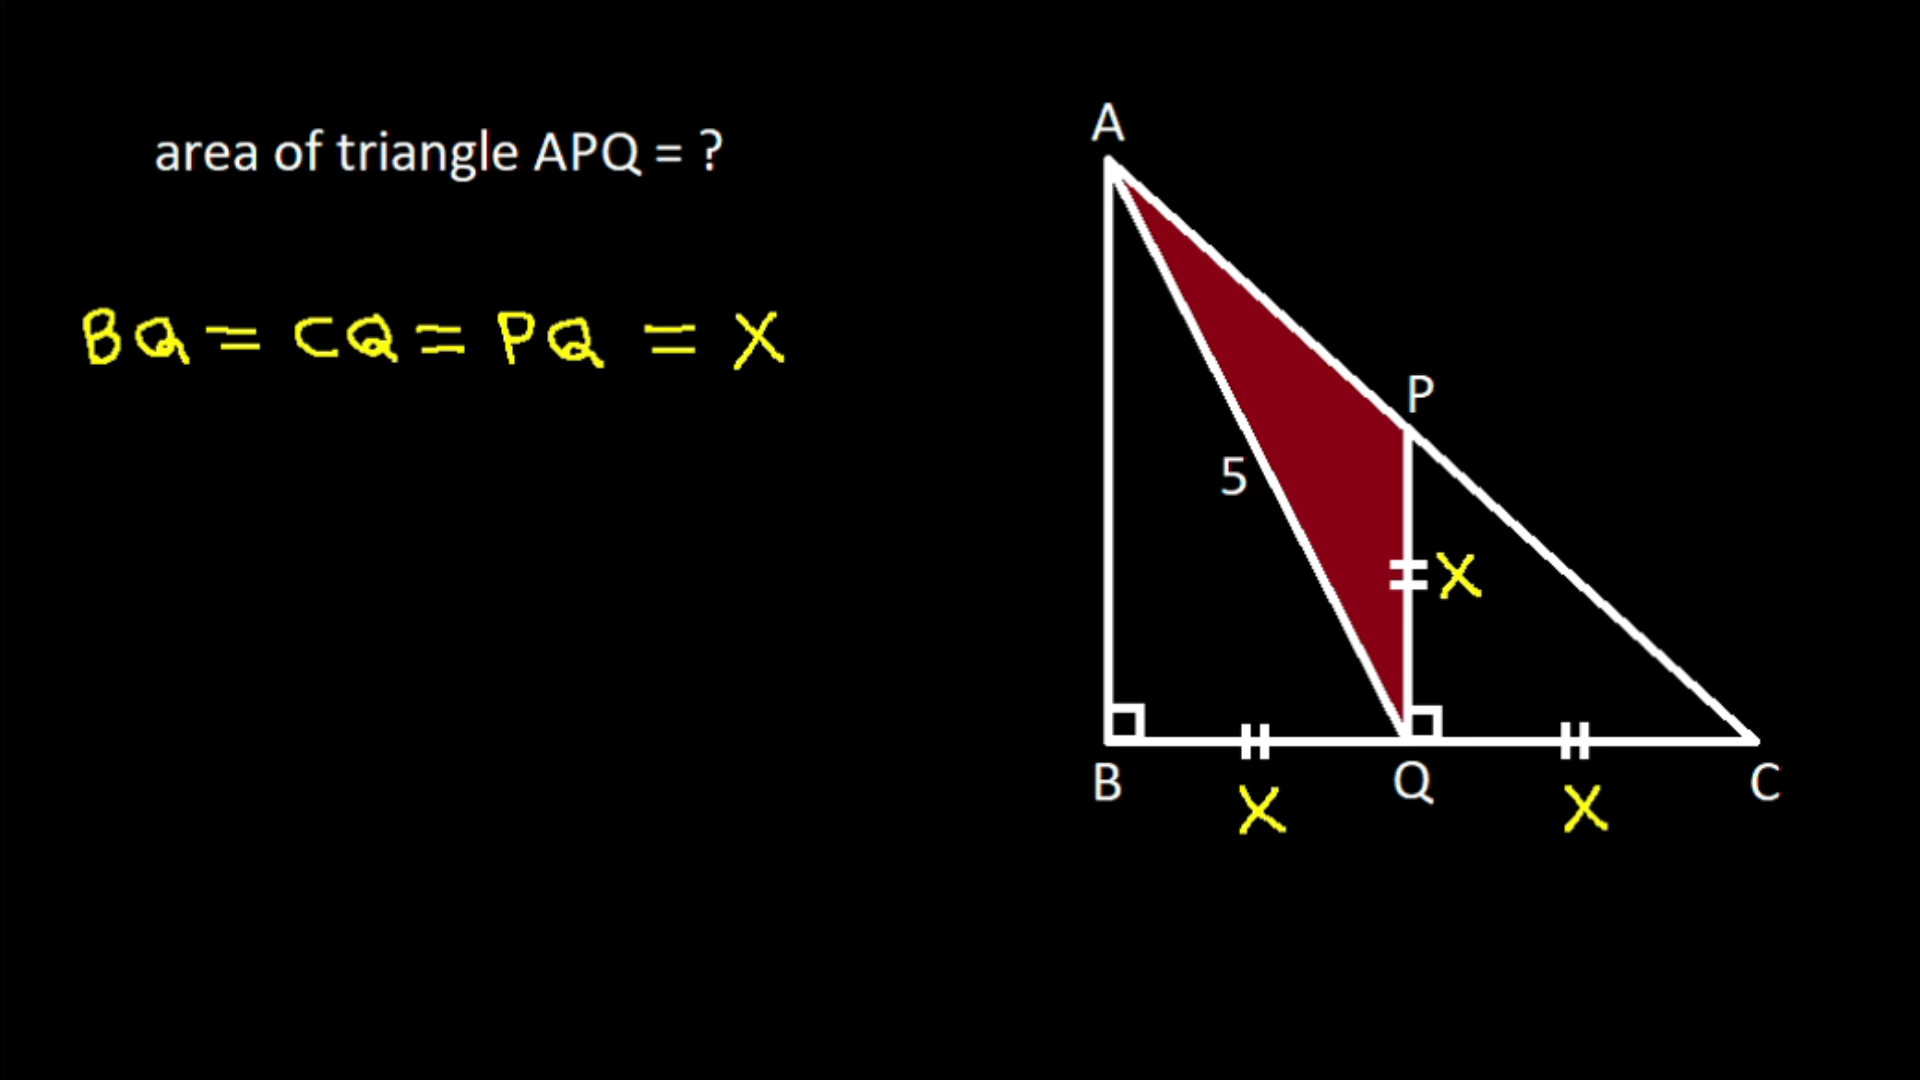 area of triangle APQ = ?
BQ = CQ = PQ = X
A
P
5
X
B
Q
C
X
X